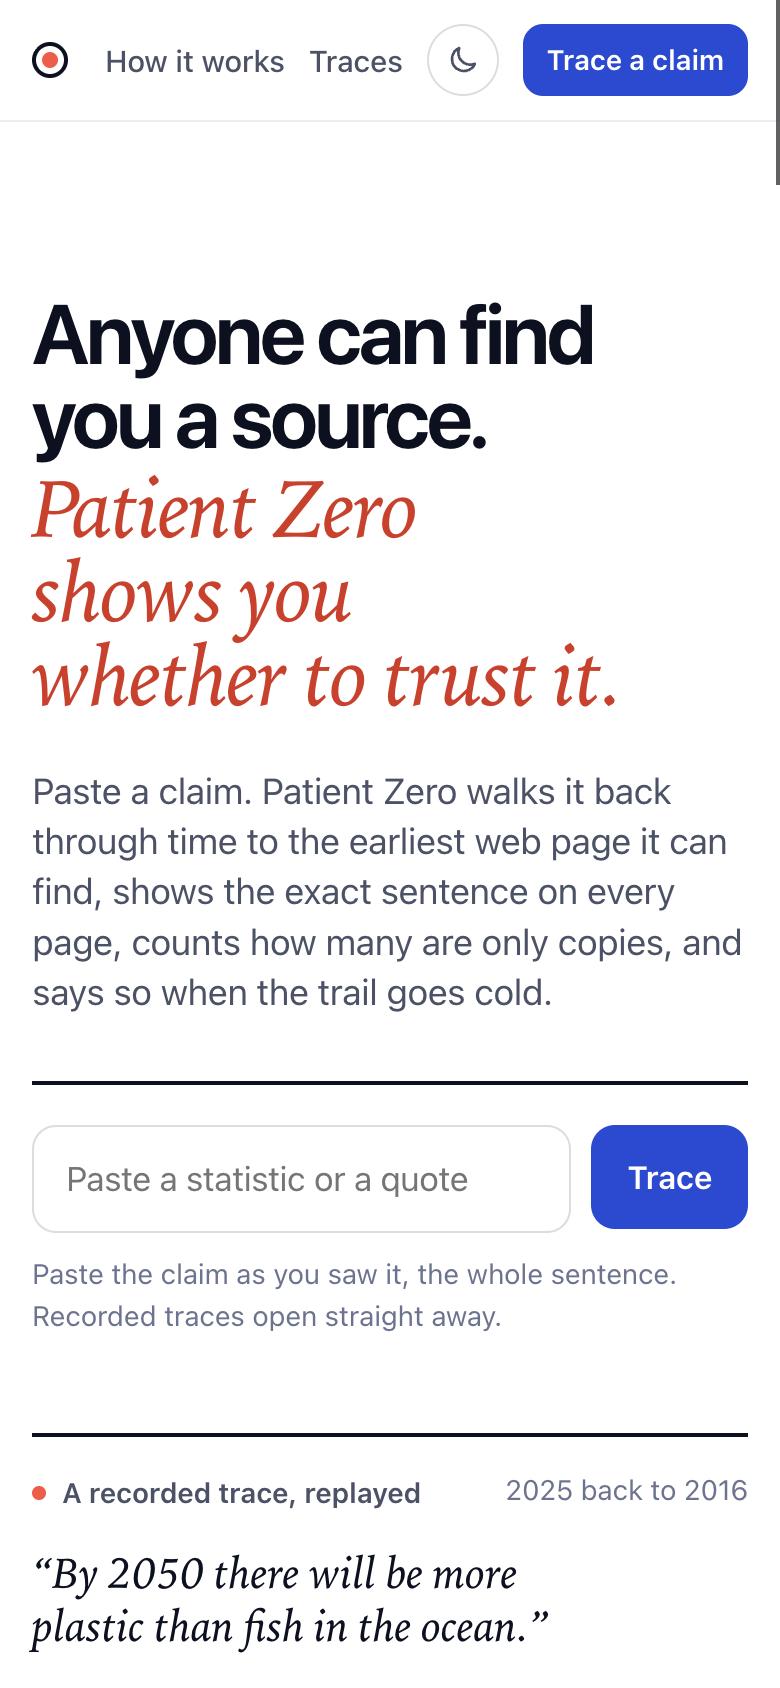 How it works Traces Trace a claim
Anyone can find
you a source.
Patient Zero
shows you
whether to trust it.
Paste a claim. Patient Zero walks it back
through time to the earliest web page it can
find, shows the exact sentence on every
page, counts how many are only copies, and
says so when the trail goes cold.
Paste a statistic or a quote Trace
Paste the claim as you saw it, the whole sentence.
Recorded traces open straight away.
A recorded trace, replayed 2025 back to 2016
“By 2050 there will be more
plastic than fish in the ocean.”